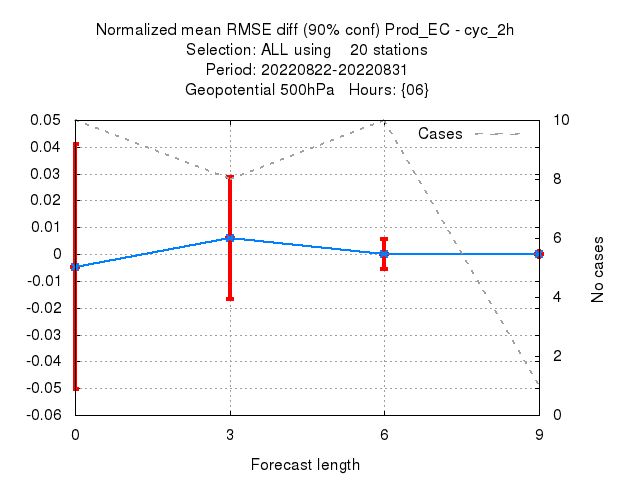 Normalized mean RMSE diff (90% conf) Prod_EC - cyc_2h
Selection: ALL using    20 stations
Period: 20220822-20220831
Geopotential 500hPa   Hours: {06}
Cases
0.05
0.04
0.03
0.02
0.01
0
-0.01
-0.02
-0.03
-0.04
-0.05
-0.06
10
8
6
4
2
0
No cases
0 3 6 9
Forecast length